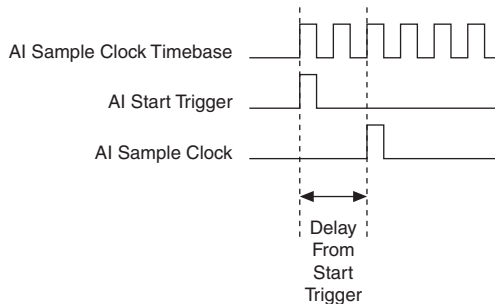 AI Sample Clock Timebase
AI Start Trigger
AI Sample Clock
Delay
From
Start
Trigger